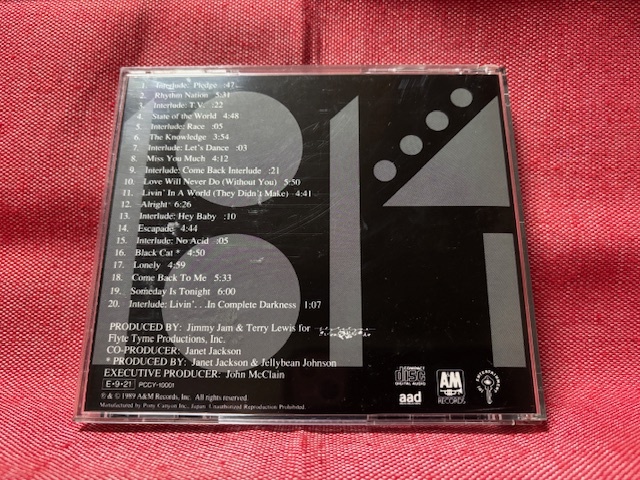 1. Interlude: Pledge :47
2. Rhythm Nation 5:31
3. Interlude: T.V. :22
4. State of the World 4:48
5. Interlude: Race :05
6. The Knowledge 3:54
7. Interlude: Let's Dance :03
8. Miss You Much 4:12
9. Interlude: Come Back Interlude :21
10. Love Will Never Do (Without You) 5:50
11. Livin' In A World (They Didn't Make) 4:41
12. Alright 6:26
13. Interlude: Hey Baby :10
14. Escapade 4:44
15. Interlude: No Acid :05
16. Black Cat * 4:50
17. Lonely 4:59
18. Come Back To Me 5:33
19. Someday Is Tonight 6:00
20. Interlude: Livin'. . .In Complete Darkness 1:07
PRODUCED BY: Jimmy Jam & Terry Lewis for
Flyte Tyme Productions, Inc.
CO-PRODUCER: Janet Jackson
* PRODUCED BY: Janet Jackson & Jellybean Johnson
EXECUTIVE PRODUCER: John McClain
E•9•21 PCCY-10001
℗ & © 1989 A&M Records, Inc. All rights reserved.
Manufactured by Pony Canyon Inc. Japan. Unauthorized Reproduction Prohibited.
COMPACT
disc
DIGITAL AUDIO
aad
A&M
RECORDS